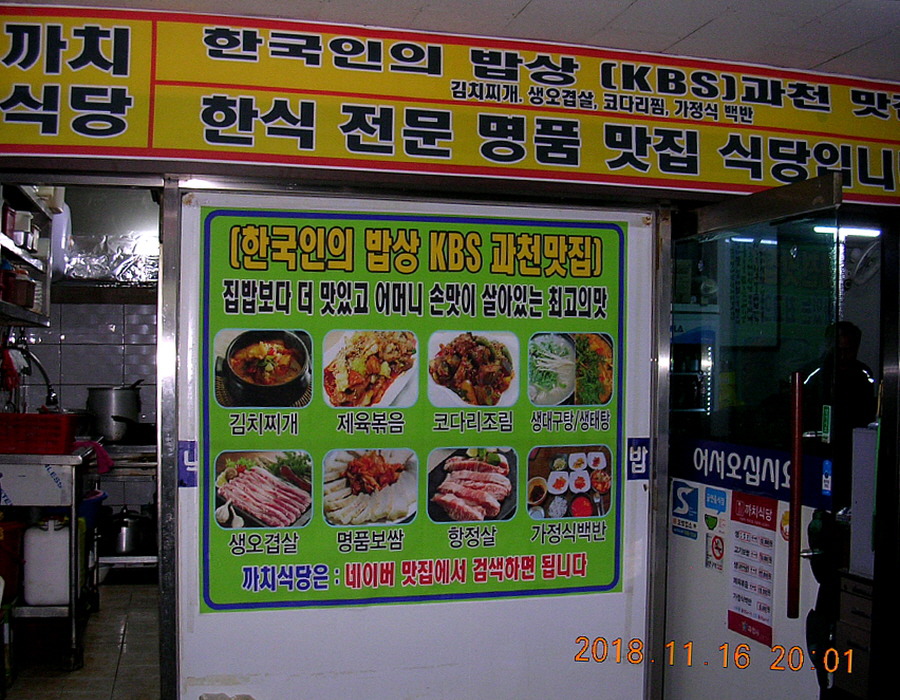 까치
식당
한국인의 밥상 (KBS)과천 맛
김치찌개. 생오겹살, 코다리찜, 가정식 백반
한식 전문 명품 맛집 식당입니
(한국인의 밥상 KBS 과천맛집)
집밥보다 더 맛있고 어머니 손맛이 살아있는 최고의맛
김치찌개 제육볶음 코다리조림 생대구탕/생태탕
생오겹살 명품보쌈 항정살 가정식백반
까치식당은 : 네이버 맛집에서 검색하면 됩니다
밥
어서오십시오
까치식당
2018.11.16 20:01